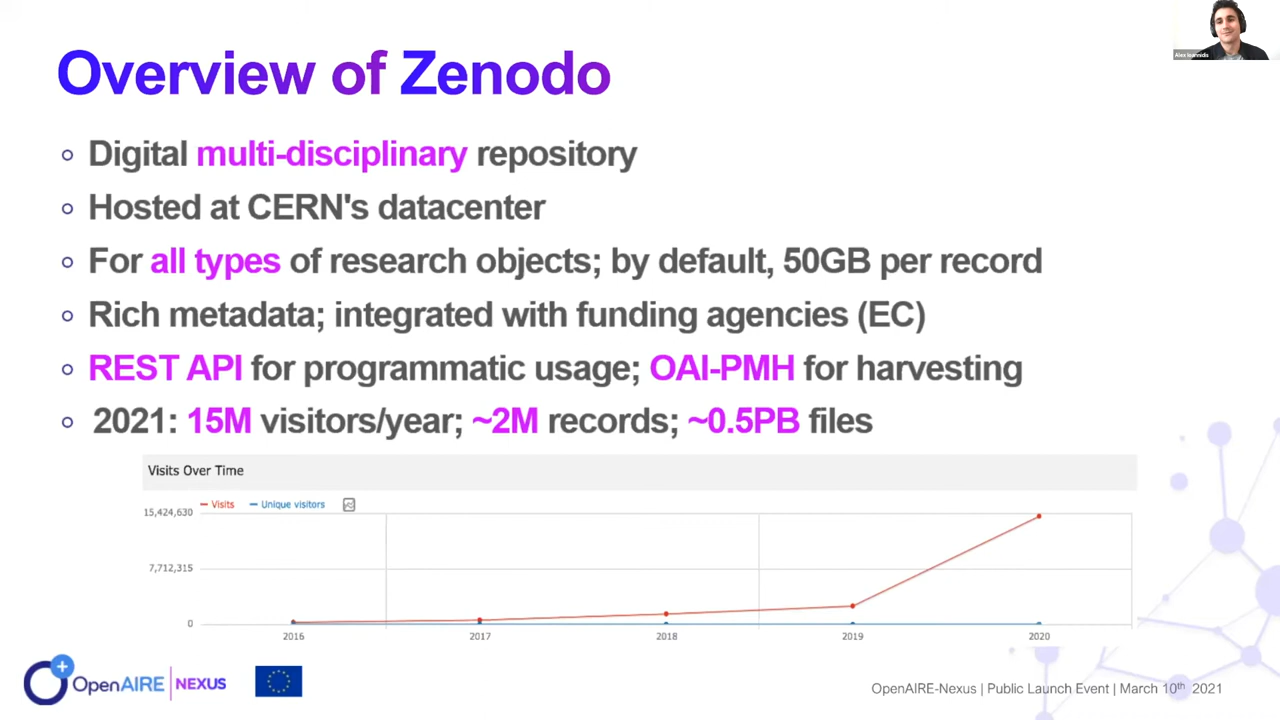 Alex Ioannidis
Overview of Zenodo
Digital multi-disciplinary repository
Hosted at CERN's datacenter
For all types of research objects; by default, 50GB per record
Rich metadata; integrated with funding agencies (EC)
REST API for programmatic usage; OAI-PMH for harvesting
2021: 15M visitors/year; ~2M records; ~0.5PB files
Visits Over Time
Visits Unique visitors
15,424,630
7,712,315
0
2016 2017 2018 2019 2020
OpenAIRE NEXUS
OpenAIRE-Nexus | Public Launch Event | March 10th 2021